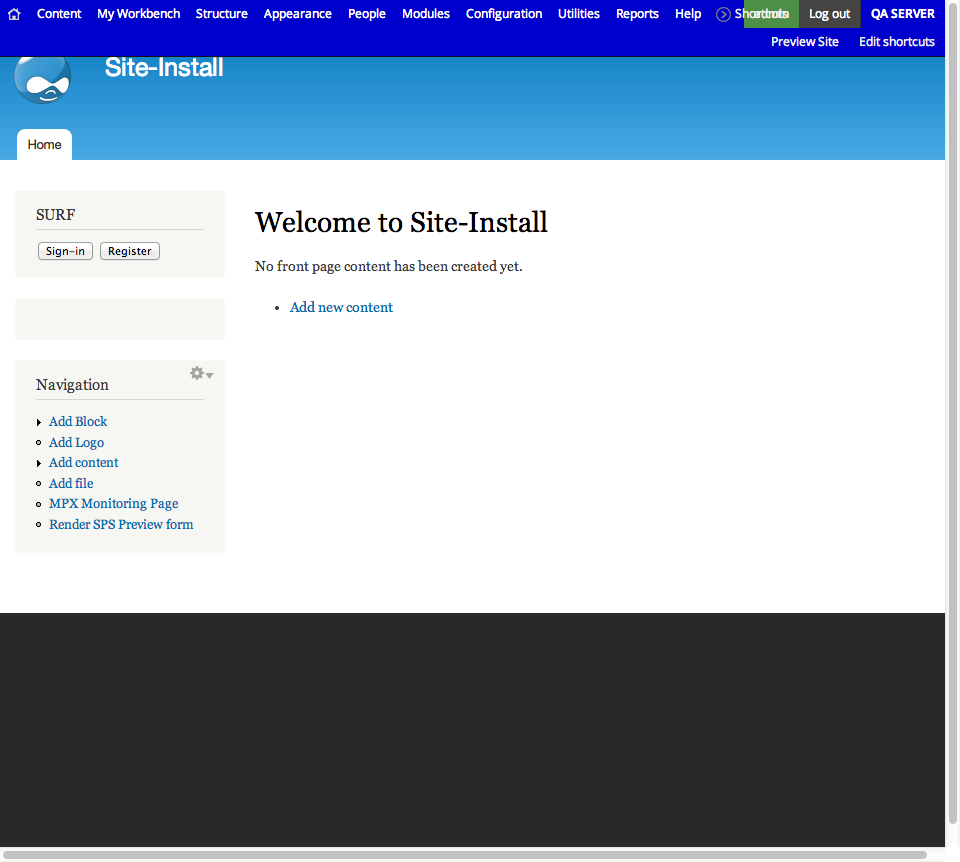 Content My Workbench Structure Appearance People Modules Configuration Utilities Reports Help Shortcuts Log out QA SERVER
Preview Site Edit shortcuts
Site-Install
Home
SURF
Sign-in Register
Welcome to Site-Install
No front page content has been created yet.
Add new content
Navigation
Add Block
Add Logo
Add content
Add file
MPX Monitoring Page
Render SPS Preview form